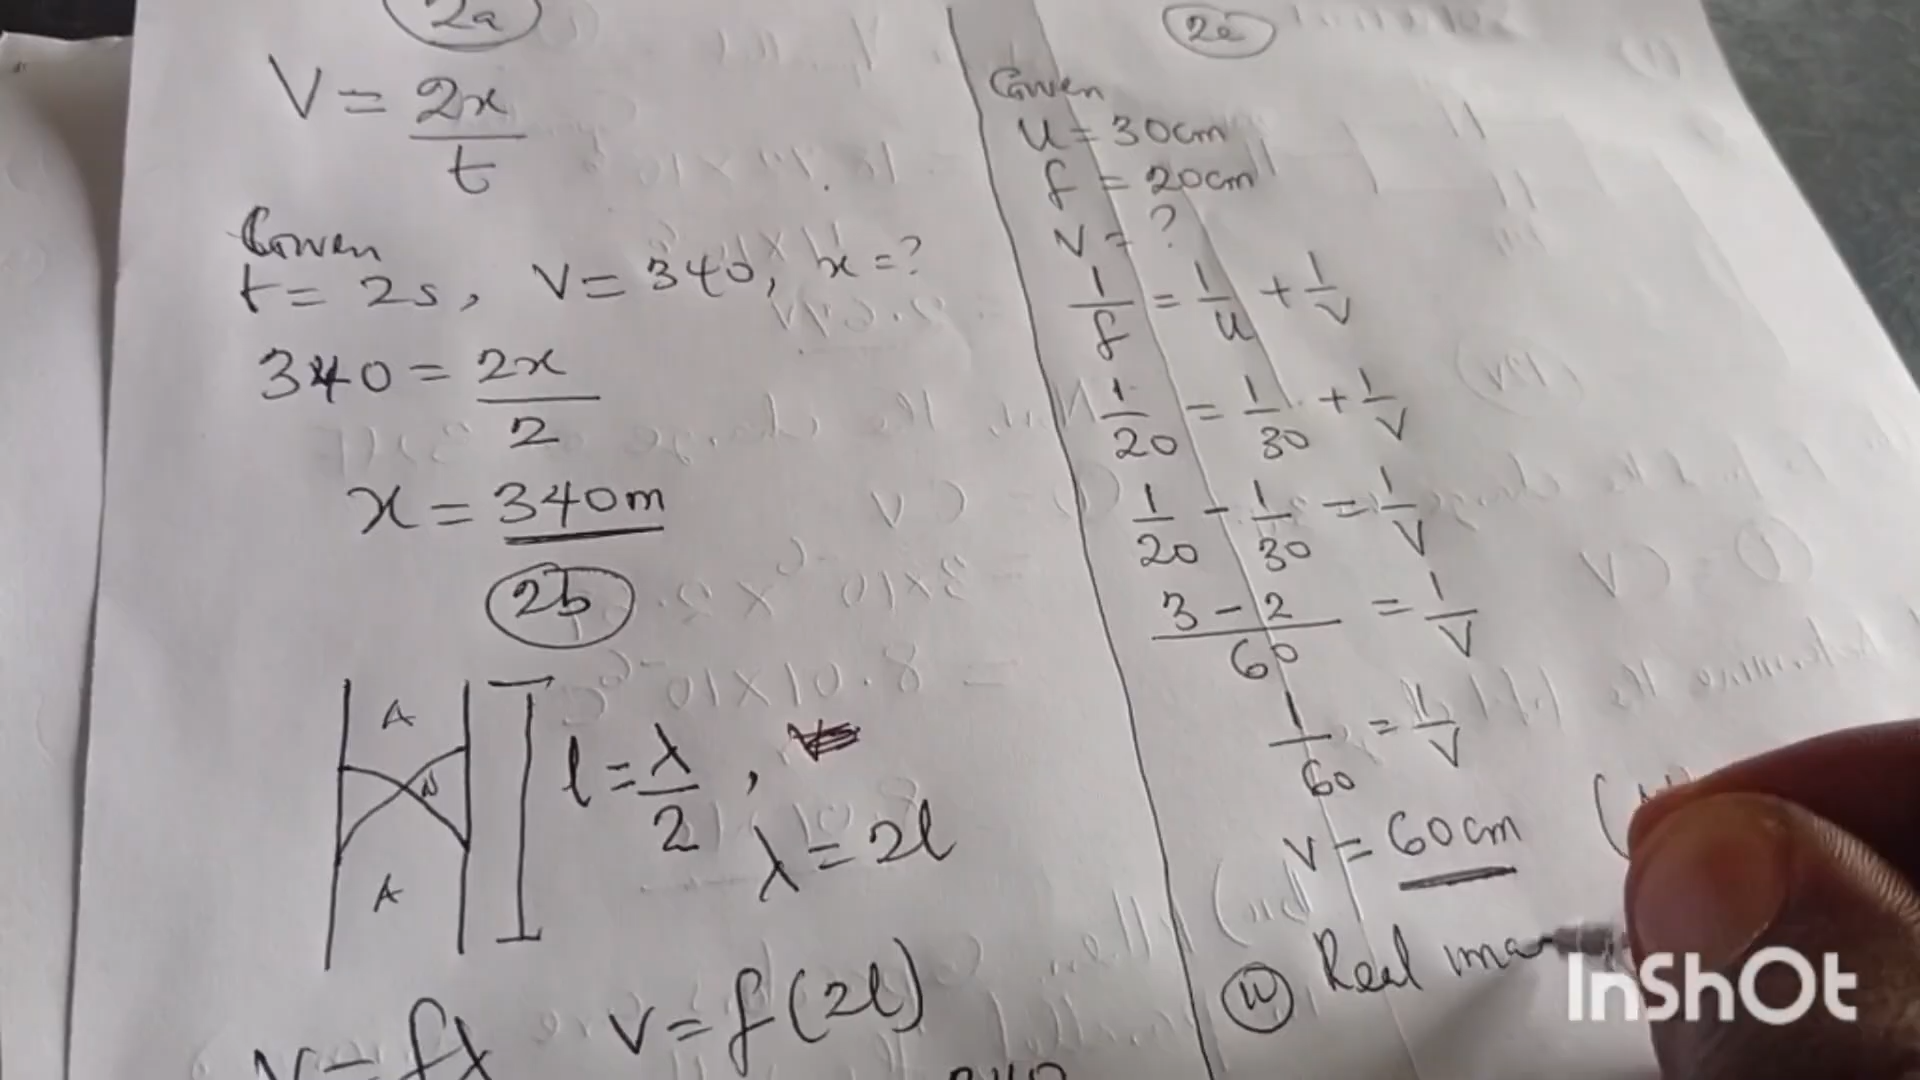 2a
V = 2x
t
Given
t = 2s, V = 340, x = ?
340 = 2x
2
x = 340m
2b
A
N
A
l = λ/2,
λ = 2l
V = fλ V = f(2l)
2c
Given
u = 30cm
f = 20cm
V = ?
1/f = 1/u + 1/v
1/20 = 1/30 + 1/v
1/20 - 1/30 = 1/v
3 - 2 = 1/v
60
1/60 = 1/v
V = 60cm
Real
InShOt